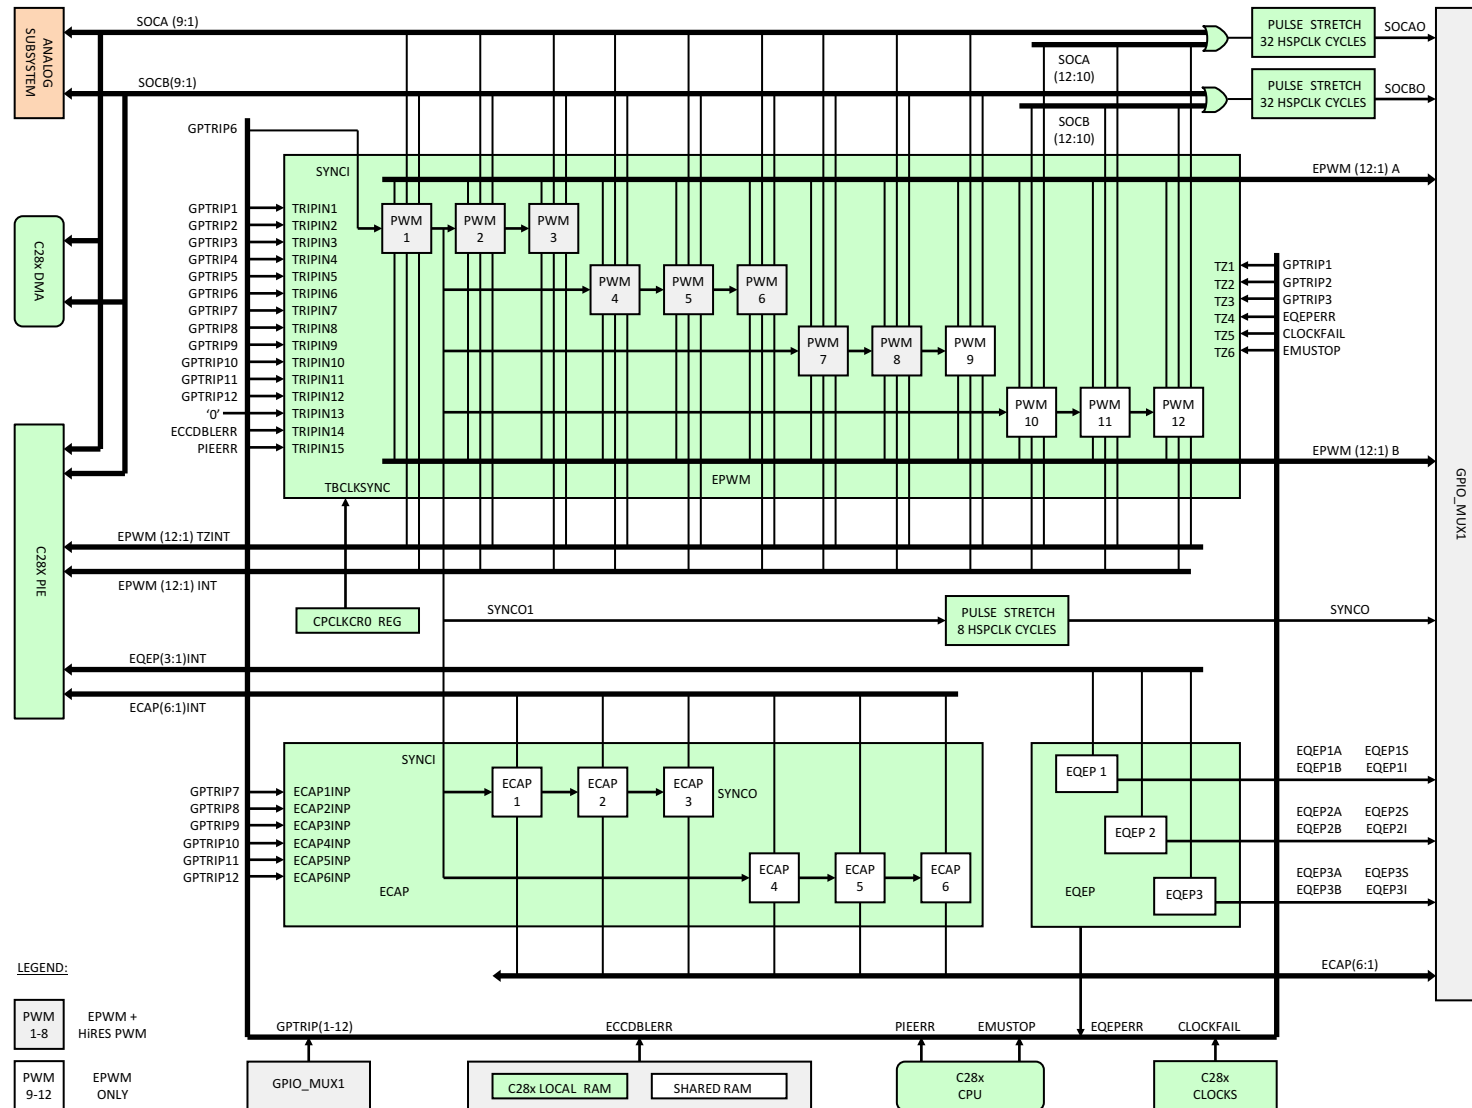 SOCA (9:1)
ANALOG
SUBSYSTEM
SOCB(9:1)
SOCA
(12:10)
SOCB
(12:10)
PULSE STRETCH
32 HSPCLK CYCLES
SOCAO
PULSE STRETCH
32 HSPCLK CYCLES
SOCBO
GPTRIP6
SYNCI
EPWM (12:1) A
GPTRIP1
GPTRIP2
GPTRIP3
GPTRIP4
GPTRIP5
GPTRIP6
GPTRIP7
GPTRIP8
GPTRIP9
GPTRIP10
GPTRIP11
GPTRIP12
‘0’
ECCDBLERR
PIEERR
TRIPIN1
TRIPIN2
TRIPIN3
TRIPIN4
TRIPIN5
TRIPIN6
TRIPIN7
TRIPIN8
TRIPIN9
TRIPIN10
TRIPIN11
TRIPIN12
TRIPIN13
TRIPIN14
TRIPIN15
PWM
1
PWM
2
PWM
3
PWM
4
PWM
5
PWM
6
PWM
7
PWM
8
PWM
9
PWM
10
PWM
11
PWM
12
TZ1
TZ2
TZ3
TZ4
TZ5
TZ6
GPTRIP1
GPTRIP2
GPTRIP3
EQEPERR
CLOCKFAIL
EMUSTOP
C28x DMA
EPWM (12:1) B
EPWM
TBCLKSYNC
GPIO_MUX1
C28X PIE
EPWM (12:1) TZINT
EPWM (12:1) INT
CPCLKCR0 REG
SYNCO1
PULSE STRETCH
8 HSPCLK CYCLES
SYNCO
EQEP(3:1)INT
ECAP(6:1)INT
SYNCI
GPTRIP7
GPTRIP8
GPTRIP9
GPTRIP10
GPTRIP11
GPTRIP12
ECAP1INP
ECAP2INP
ECAP3INP
ECAP4INP
ECAP5INP
ECAP6INP
ECAP
1
ECAP
2
ECAP
3
SYNCO
ECAP
4
ECAP
5
ECAP
6
ECAP
EQEP 1
EQEP 2
EQEP3
EQEP
EQEP1A EQEP1S
EQEP1B EQEP1I
EQEP2A EQEP2S
EQEP2B EQEP2I
EQEP3A EQEP3S
EQEP3B EQEP3I
ECAP(6:1)
LEGEND:
PWM
1-8
EPWM +
HiRES PWM
PWM
9-12
EPWM
ONLY
GPTRIP(1-12)
ECCDBLERR
PIEERR
EMUSTOP
EQEPERR
CLOCKFAIL
GPIO_MUX1
C28x LOCAL RAM
SHARED RAM
C28x
CPU
C28x
CLOCKS